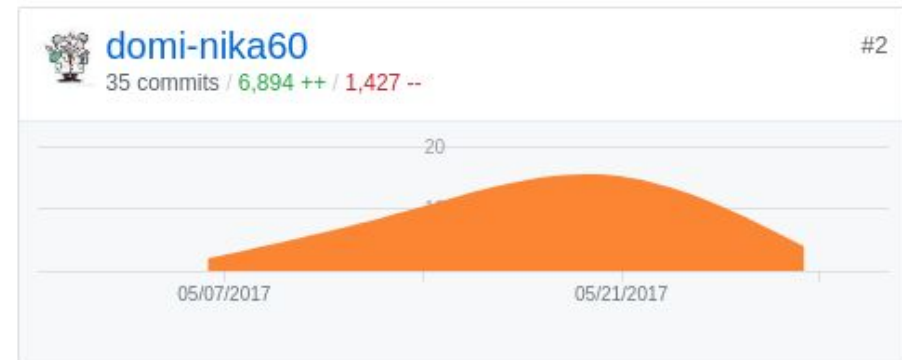 domi-nika60
#2
35 commits / 6,894 ++ / 1,427 --
20
05/07/2017
05/21/2017